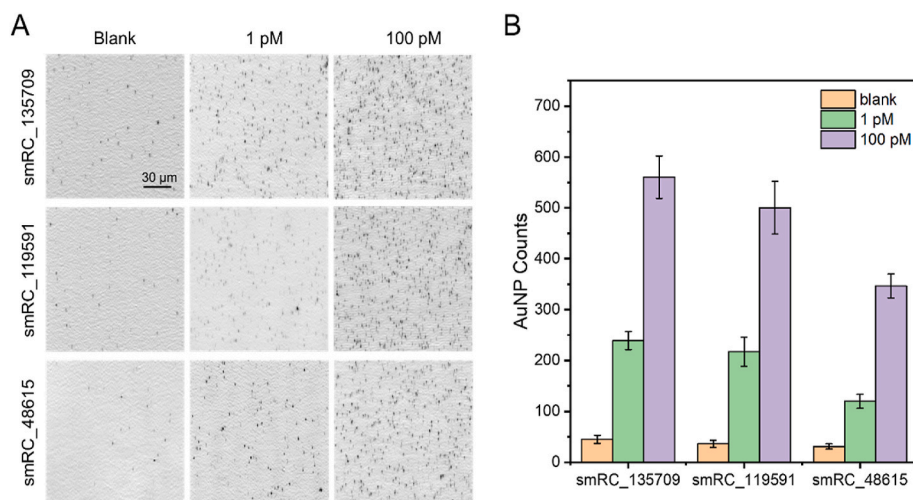 A
Blank
1 pM
100 pM
smRC_135709
30 μm
smRC_119591
smRC_48615
B
AuNP Counts
700
600
500
400
300
200
100
0
blank
1 pM
100 pM
smRC_135709
smRC_119591
smRC_48615